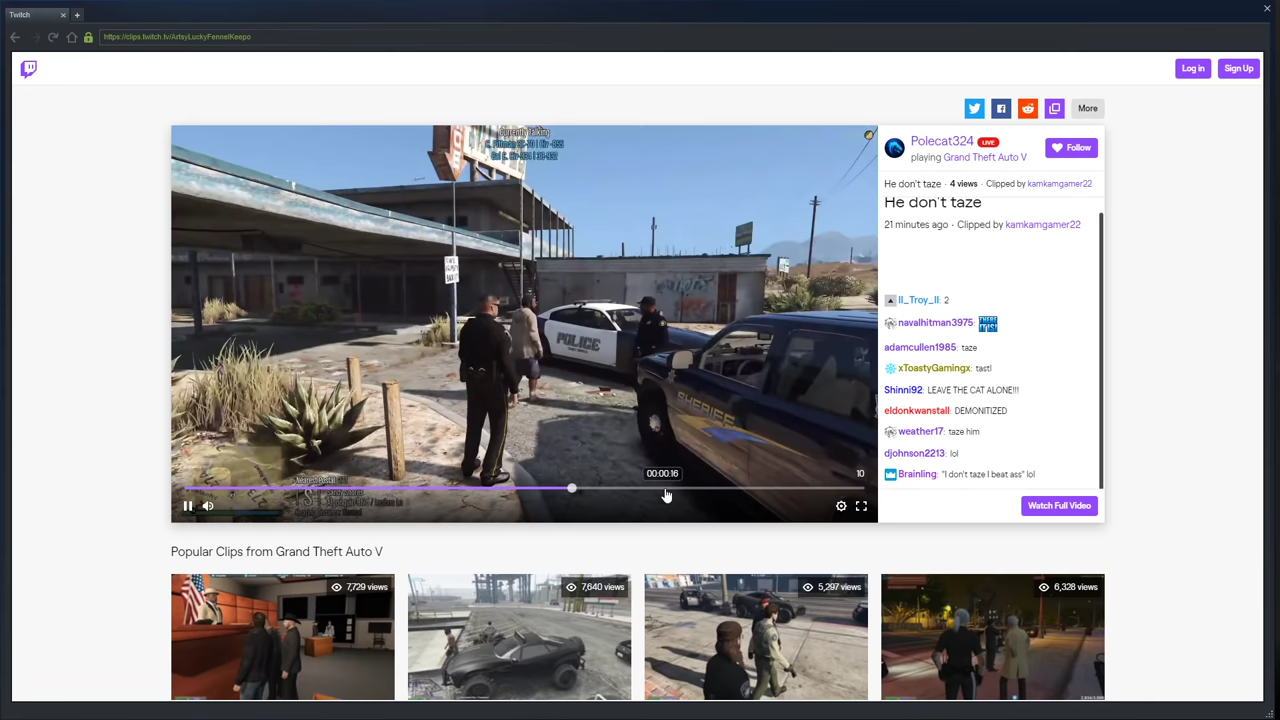 Twitch
https://clips.twitch.tv/ArtsyLuckyFennelKeepo
Log in
Sign Up
More
Currently Talking
Polecat324 LIVE
playing Grand Theft Auto V
Follow
He don't taze · 4 views · Clipped by kamkamgamer22
He don't taze
21 minutes ago · Clipped by kamkamgamer22
ll_Troy_ll: 2
navalhitman3975:
adamcullen1985: taze
xToastyGamingx: tastl
Shinni92: LEAVE THE CAT ALONE!!!
eldonkwanstall: DEMONITIZED
weather17: taze him
djohnson2213: lol
Brainling: "I don't taze I beat ass" lol
Watch Full Video
POLICE
SHERIFF
00:00:16
10
Nearest Postal
Popular Clips from Grand Theft Auto V
7,729 views
7,640 views
5,297 views
6,328 views